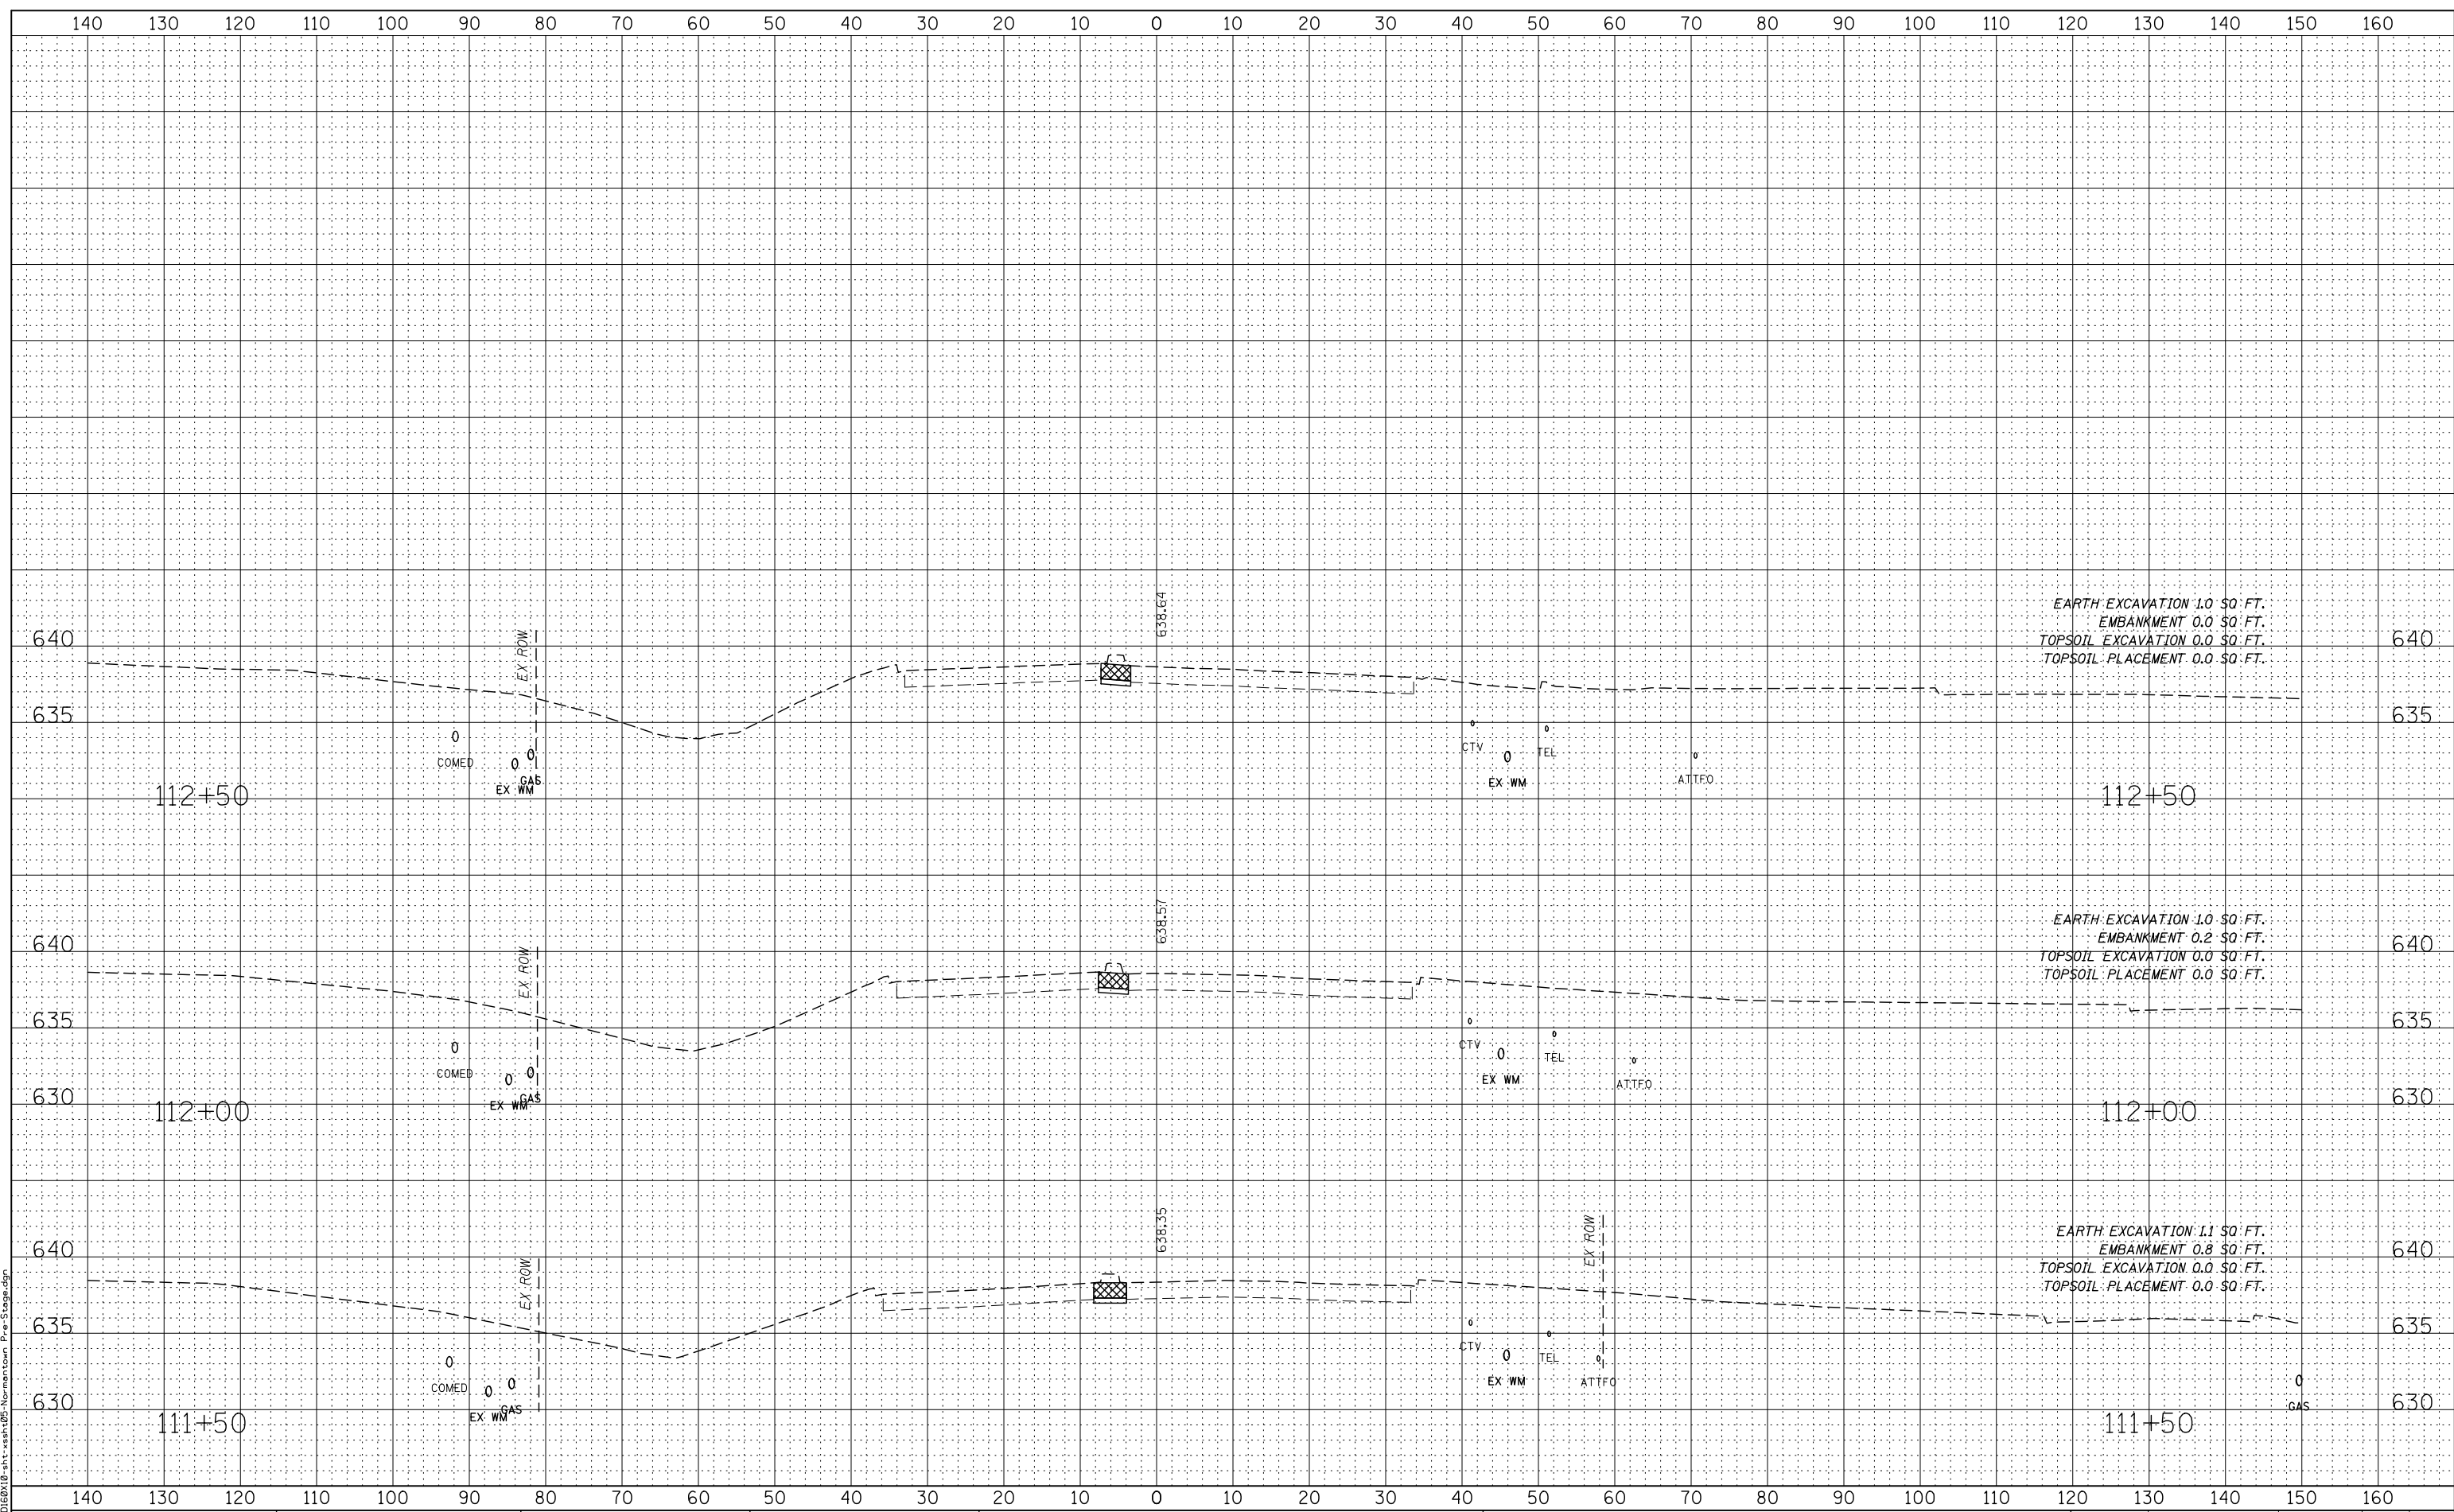 140 130 120 110 100 90 80 70 60 50 40 30 20 10 0 10 20 30 40 50 60 70 80 90 100 110 120 130 140 150 160
638.64
EARTH EXCAVATION 1.0 SQ FT.
EMBANKMENT 0.0 SQ FT.
TOPSOIL EXCAVATION 0.0 SQ FT.
TOPSOIL PLACEMENT 0.0 SQ FT.
640 EX ROW 640
635 635
COMED GAS EX WM CTV EX WM TEL ATTFO
112+50 112+50
638.57
EARTH EXCAVATION 1.0 SQ FT.
EMBANKMENT 0.2 SQ FT.
TOPSOIL EXCAVATION 0.0 SQ FT.
TOPSOIL PLACEMENT 0.0 SQ FT.
640 EX ROW 640
635 635
COMED GAS EX WM CTV EX WM TEL ATTFO
630 630
112+00 112+00
638.35
EARTH EXCAVATION 1.1 SQ FT.
EMBANKMENT 0.8 SQ FT.
TOPSOIL EXCAVATION 0.0 SQ FT.
TOPSOIL PLACEMENT 0.0 SQ FT.
640 EX ROW EX ROW 640
635 635
COMED GAS EX WM CTV EX WM TEL ATTFO GAS
630 630
111+50 111+50
D160X10-sht-xssht05-Normantown Pre-Stage.dgn
140 130 120 110 100 90 80 70 60 50 40 30 20 10 0 10 20 30 40 50 60 70 80 90 100 110 120 130 140 150 160